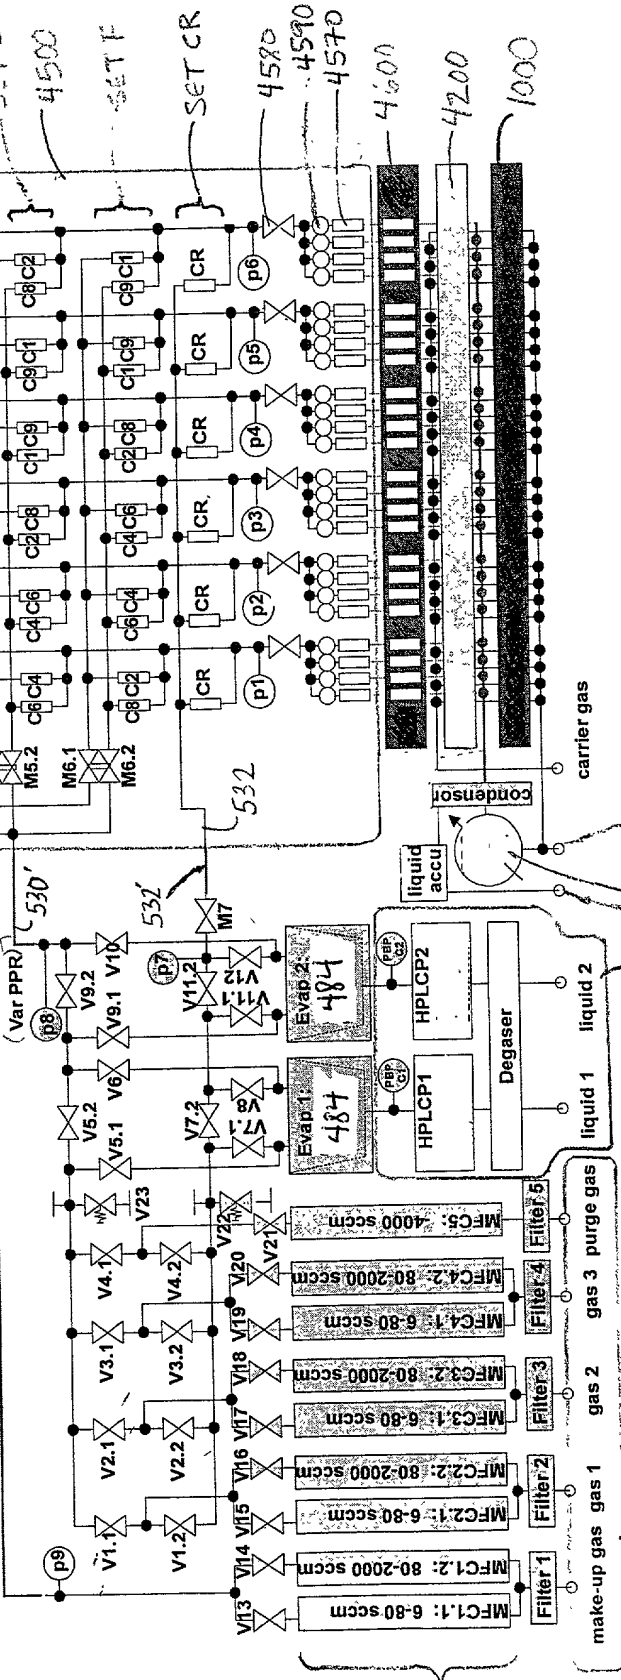 4500
SET F
SET CR
4580
4590
4570
4600
4200
1000
C8 C2
C9 C1
C1 C9
C2 C8
C4 C6
C6 C4
C9 C1
C1 C9
C2 C8
C4 C6
C6 C4
C8 C2
CR
CR
CR
CR
CR
CR
p6
p5
p4
p3
p2
p1
M5.2
M6.1
M6.2
530'
532
532'
M7
(Var PPR)
p8
V9.2
V10
V9.1
V6
V5.2
V5.1
p7
V12
V11.2
V11.1
V8
V7.2
V7.1
Evap 2:
484
Evap 1:
484
PBP C2
PBP C1
HPLCP2
HPLCP1
Degaser
liquid 2
liquid 1
liquid accu
condensor
carrier gas
V23
V22
V21
V4.1
V4.2
V3.1
V3.2
V2.1
V2.2
V1.1
V1.2
p9
V20
V19
V18
V17
V16
V15
V14
V13
MFC5: -4000 sccm
MFC4.2: 80-2000 sccm
MFC4.1: 6-80 sccm
MFC3.2: 80-2000 sccm
MFC3.1: 6-80 sccm
MFC2.2: 80-2000 sccm
MFC2.1: 6-80 sccm
MFC1.2: 80-2000 sccm
MFC1.1: 6-80 sccm
Filter 5
Filter 4
Filter 3
Filter 2
Filter 1
purge gas
gas 3
gas 2
gas 1
make-up gas